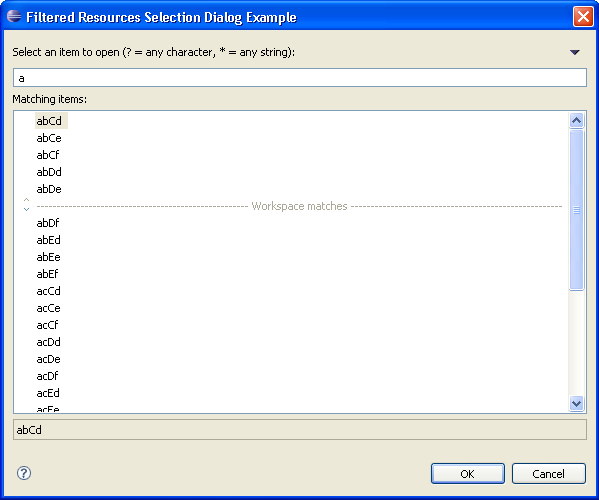 Filtered Resources Selection Dialog Example
Select an item to open (? = any character, * = any string):
a
Matching items:
abCd
abCe
abCf
abDd
abDe
Workspace matches
abDf
abEd
abEe
abEf
acCd
acCe
acCf
acDd
acDe
acDf
acEd
acEe
abCd
?
OK Cancel